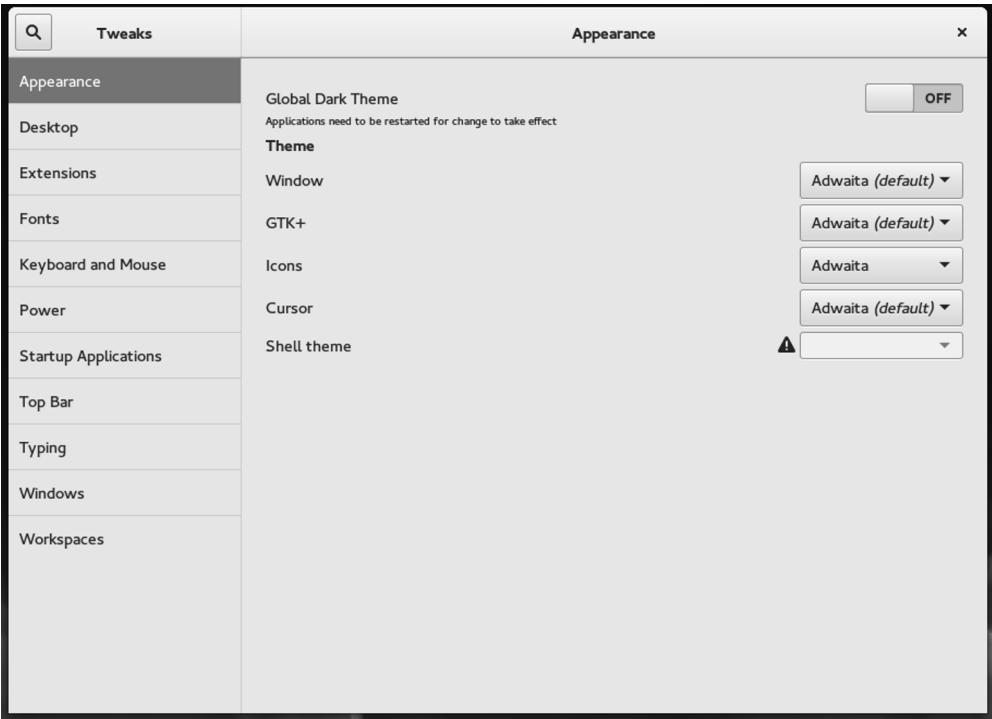 Tweaks
Appearance
Appearance
Desktop
Extensions
Fonts
Keyboard and Mouse
Power
Startup Applications
Top Bar
Typing
Windows
Workspaces
Global Dark Theme OFF
Applications need to be restarted for change to take effect
Theme
Window Adwaita (default)
GTK+ Adwaita (default)
Icons Adwaita
Cursor Adwaita (default)
Shell theme